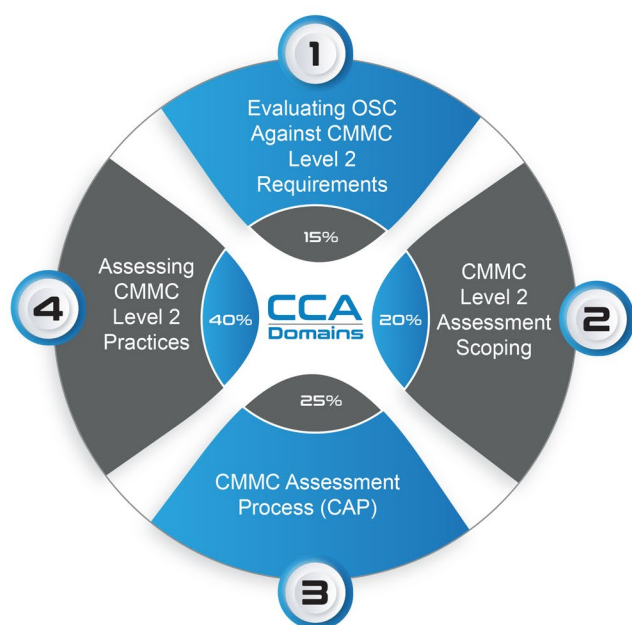 1
Evaluating OSC
Against CMMC
Level 2
Requirements
15%
CMMC
Level 2
Assessment
Scoping
20%
2
CCA
Domains
25%
CMMC Assessment
Process (CAP)
3
4
Assessing
CMMC
Level 2
Practices
40%